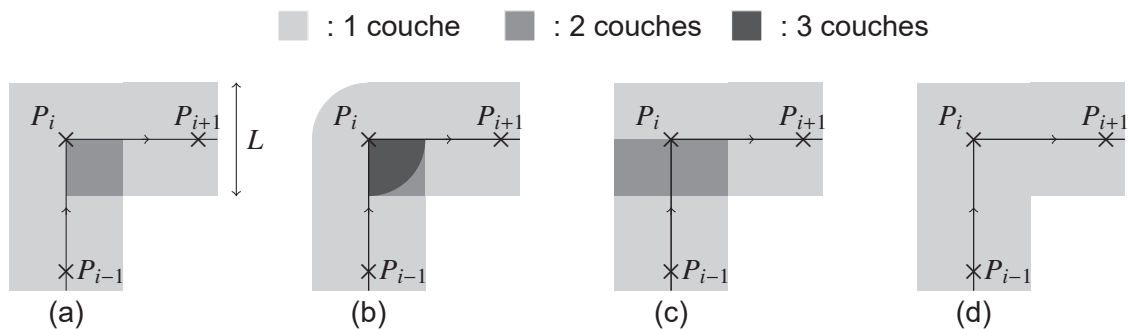 : 1 couche : 2 couches : 3 couches
P_i P_{i+1} L P_i P_{i+1} P_i P_{i+1} P_i P_{i+1}
P_{i−1} P_{i−1} P_{i−1} P_{i−1}
(a) (b) (c) (d)